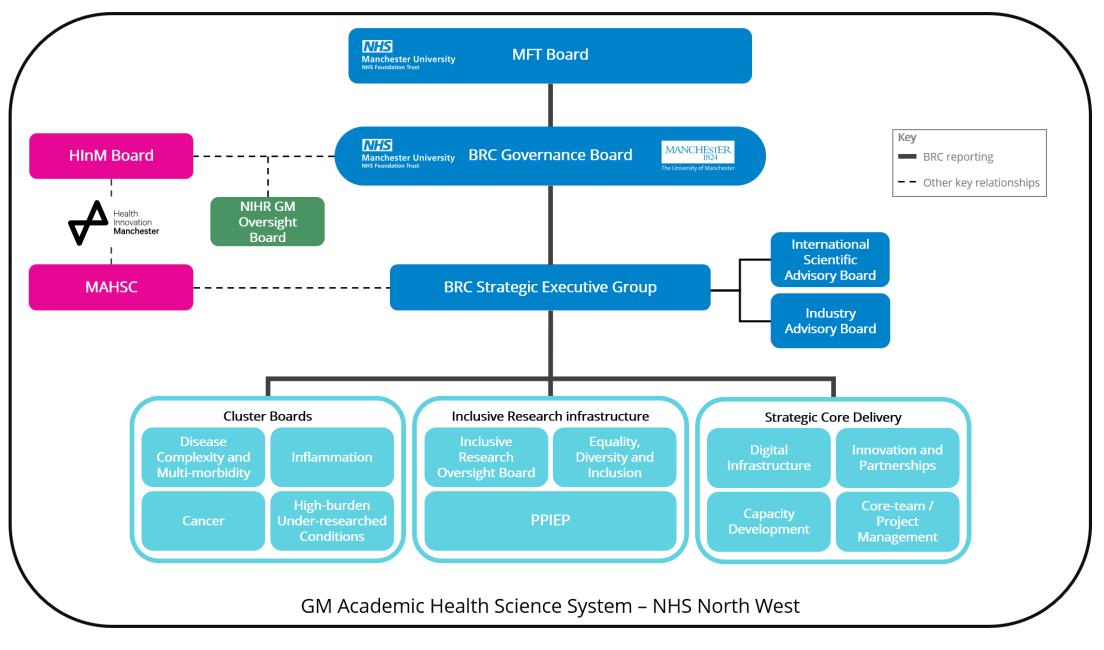 NHS
Manchester University
NHS Foundation Trust
MFT Board
HInM Board
NHS
Manchester University
NHS Foundation Trust
BRC Governance Board
MANCHESTER
1824
The University of Manchester
Key
BRC reporting
Other key relationships
Health
Innovation
Manchester
NIHR GM
Oversight
Board
MAHSC
BRC Strategic Executive Group
International
Scientific
Advisory Board
Industry
Advisory Board
Cluster Boards
Disease
Complexity and
Multi-morbidity
Inflammation
Cancer
High-burden
Under-researched
Conditions
Inclusive Research infrastructure
Inclusive
Research
Oversight Board
Equality,
Diversity and
Inclusion
PPIEP
Strategic Core Delivery
Digital
Infrastructure
Innovation and
Partnerships
Capacity
Development
Core-team /
Project
Management
GM Academic Health Science System – NHS North West